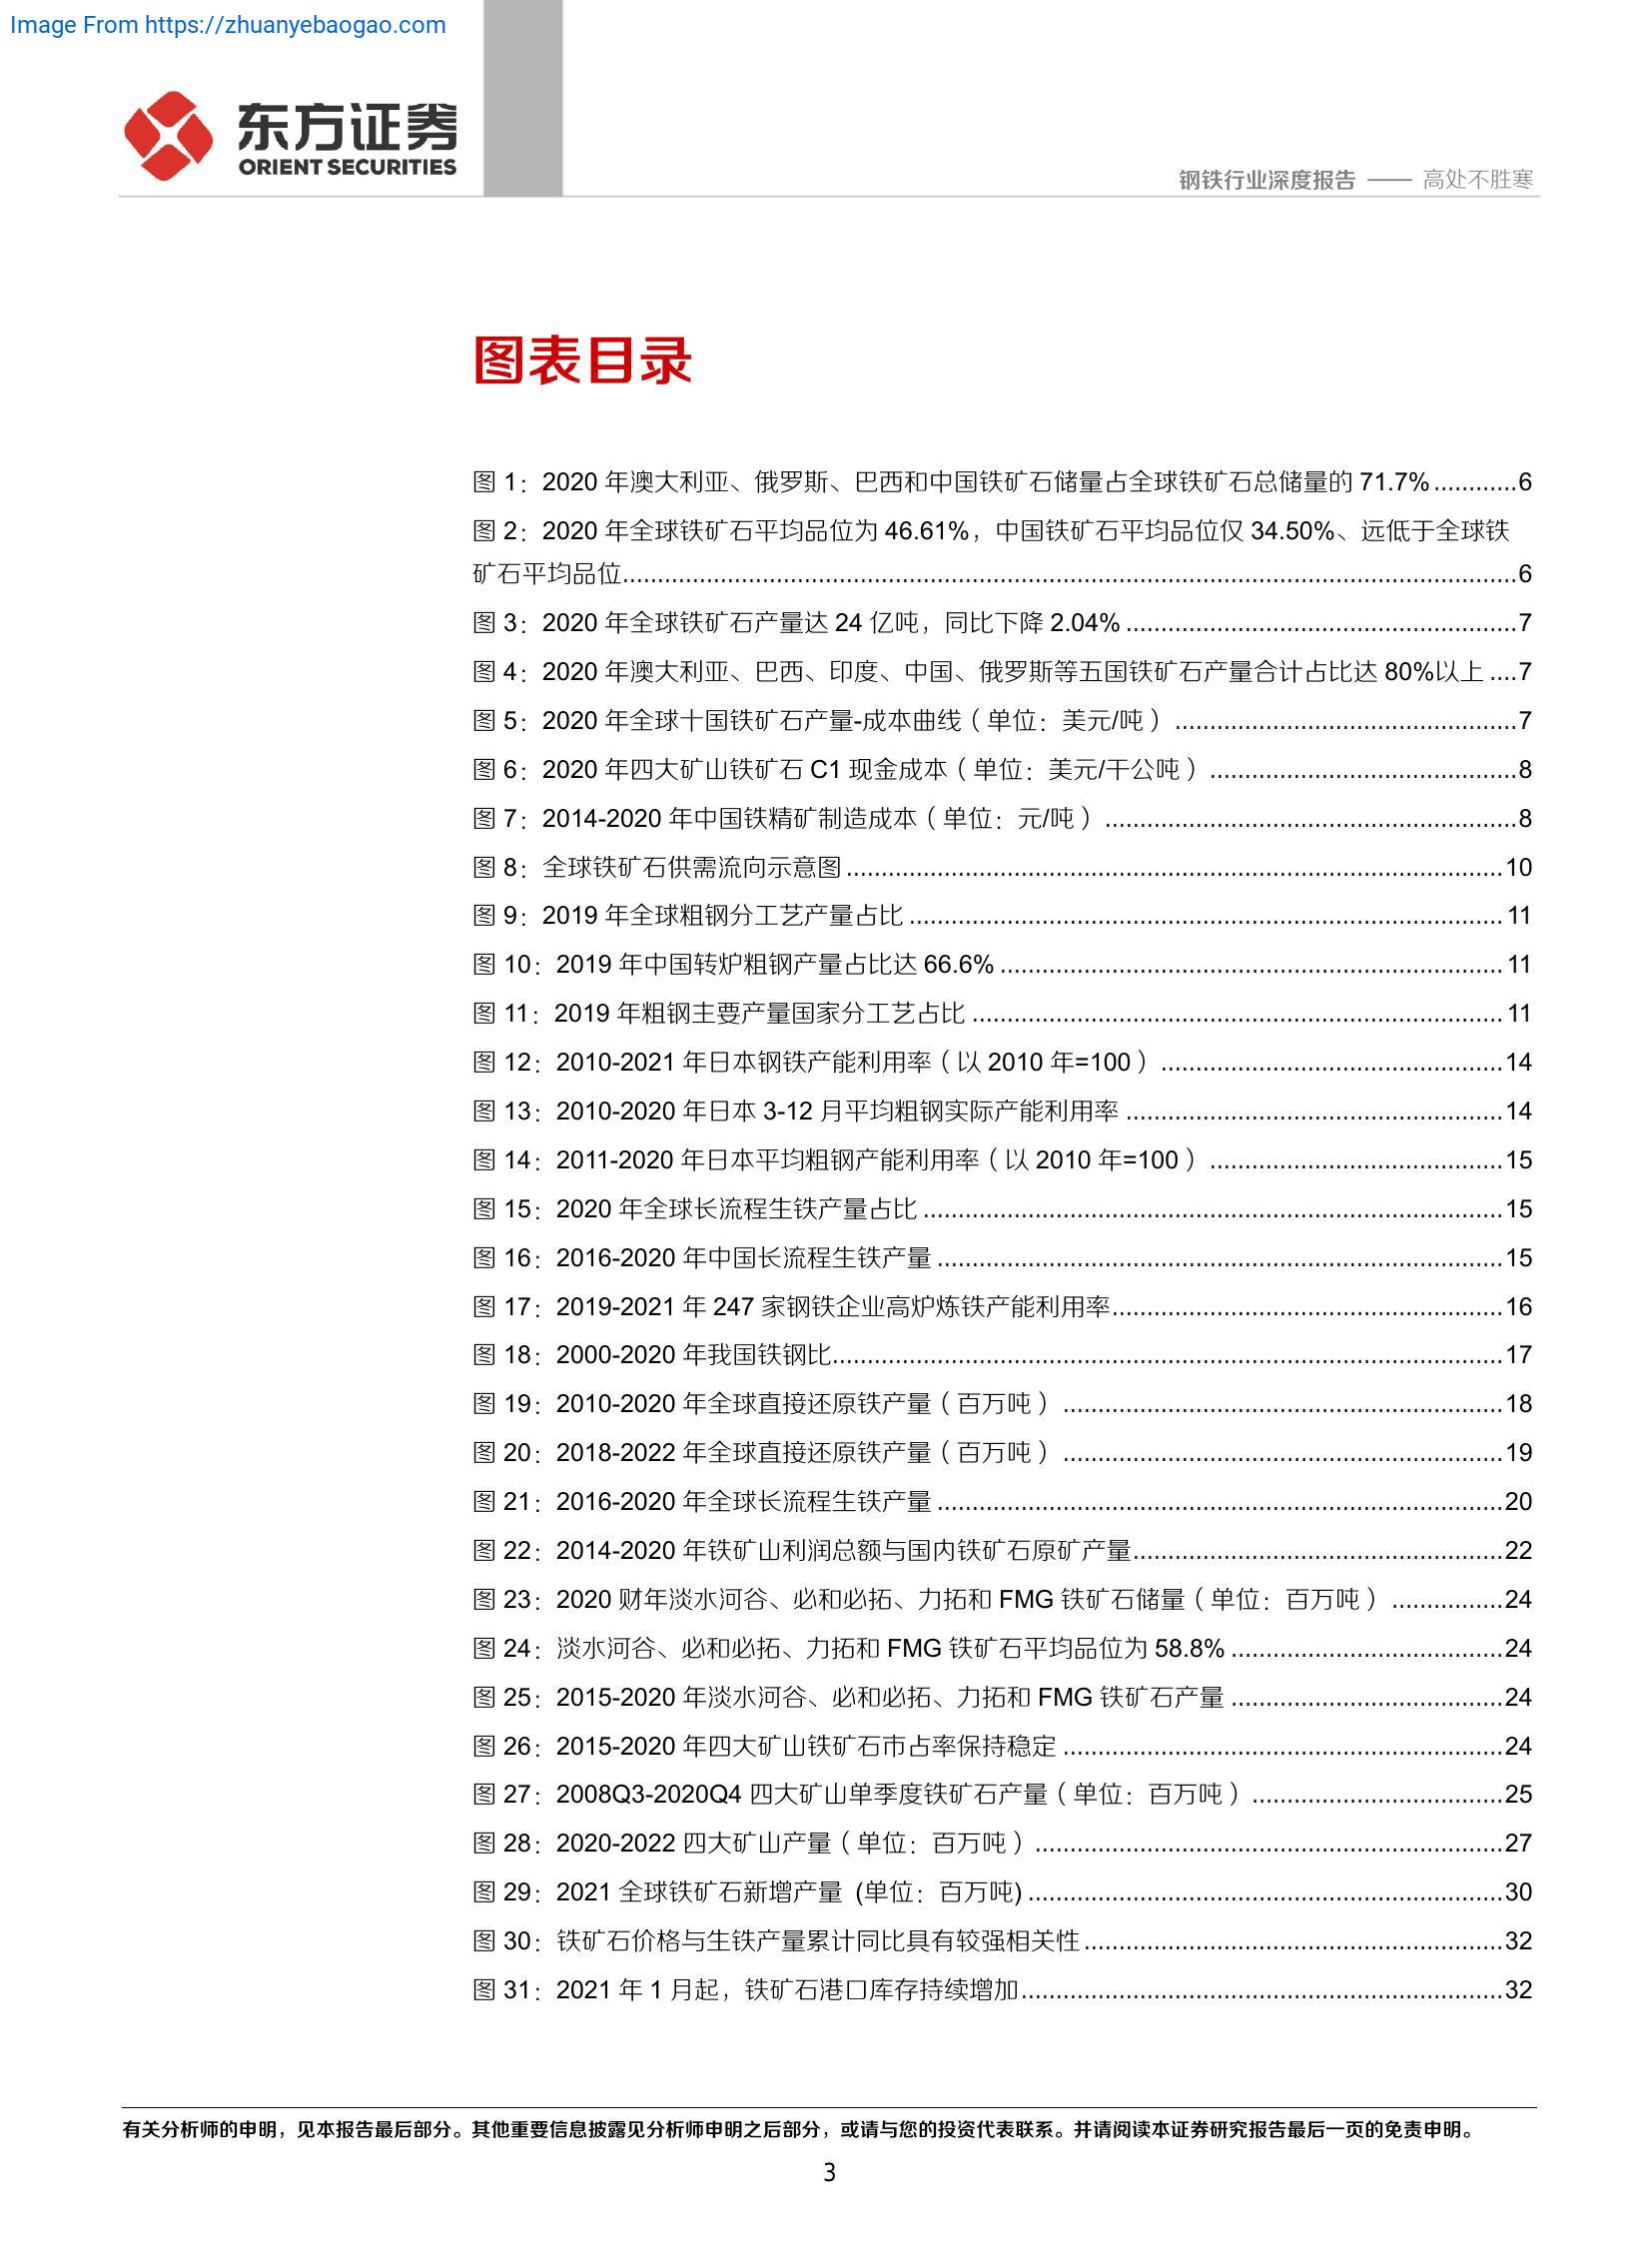 Image From https://zhuanyebaogao.com
东方证券
ORIENT SECURITIES
钢铁行业深度报告 —— 高处不胜寒
图表目录
图 1：2020 年澳大利亚、俄罗斯、巴西和中国铁矿石储量占全球铁矿石总储量的 71.7%............6
图 2：2020 年全球铁矿石平均品位为 46.61%，中国铁矿石平均品位仅 34.50%、远低于全球铁
矿石平均品位................................................................................................................................6
图 3：2020 年全球铁矿石产量达 24 亿吨，同比下降 2.04% ........................................................7
图 4：2020 年澳大利亚、巴西、印度、中国、俄罗斯等五国铁矿石产量合计占比达 80%以上 ....7
图 5：2020 年全球十国铁矿石产量-成本曲线（单位：美元/吨） .................................................7
图 6：2020 年四大矿山铁矿石 C1 现金成本（单位：美元/干公吨） ............................................8
图 7：2014-2020 年中国铁精矿制造成本（单位：元/吨） ...........................................................8
图 8：全球铁矿石供需流向示意图 ..............................................................................................10
图 9：2019 年全球粗钢分工艺产量占比 .....................................................................................11
图 10：2019 年中国转炉粗钢产量占比达 66.6% ........................................................................11
图 11：2019 年粗钢主要产量国家分工艺占比 ............................................................................11
图 12：2010-2021 年日本钢铁产能利用率（以 2010 年=100） .................................................14
图 13：2010-2020 年日本 3-12 月平均粗钢实际产能利用率 ......................................................14
图 14：2011-2020 年日本平均粗钢产能利用率（以 2010 年=100） ..........................................15
图 15：2020 年全球长流程生铁产量占比 ...................................................................................15
图 16：2016-2020 年中国长流程生铁产量 .................................................................................15
图 17：2019-2021 年 247 家钢铁企业高炉炼铁产能利用率........................................................16
图 18：2000-2020 年我国铁钢比................................................................................................17
图 19：2010-2020 年全球直接还原铁产量（百万吨） ...............................................................18
图 20：2018-2022 年全球直接还原铁产量（百万吨） ...............................................................19
图 21：2016-2020 年全球长流程生铁产量 .................................................................................20
图 22：2014-2020 年铁矿山利润总额与国内铁矿石原矿产量.....................................................22
图 23：2020 财年淡水河谷、必和必拓、力拓和 FMG 铁矿石储量（单位：百万吨） ................24
图 24：淡水河谷、必和必拓、力拓和 FMG 铁矿石平均品位为 58.8% .......................................24
图 25：2015-2020 年淡水河谷、必和必拓、力拓和 FMG 铁矿石产量 .......................................24
图 26：2015-2020 年四大矿山铁矿石市占率保持稳定 ...............................................................24
图 27：2008Q3-2020Q4 四大矿山单季度铁矿石产量（单位：百万吨） ....................................25
图 28：2020-2022 四大矿山产量（单位：百万吨） ...................................................................27
图 29：2021 全球铁矿石新增产量 (单位：百万吨) ....................................................................30
图 30：铁矿石价格与生铁产量累计同比具有较强相关性............................................................32
图 31：2021 年 1 月起，铁矿石港口库存持续增加.....................................................................32
有关分析师的申明，见本报告最后部分。其他重要信息披露见分析师申明之后部分，或请与您的投资代表联系。并请阅读本证券研究报告最后一页的免责申明。
3